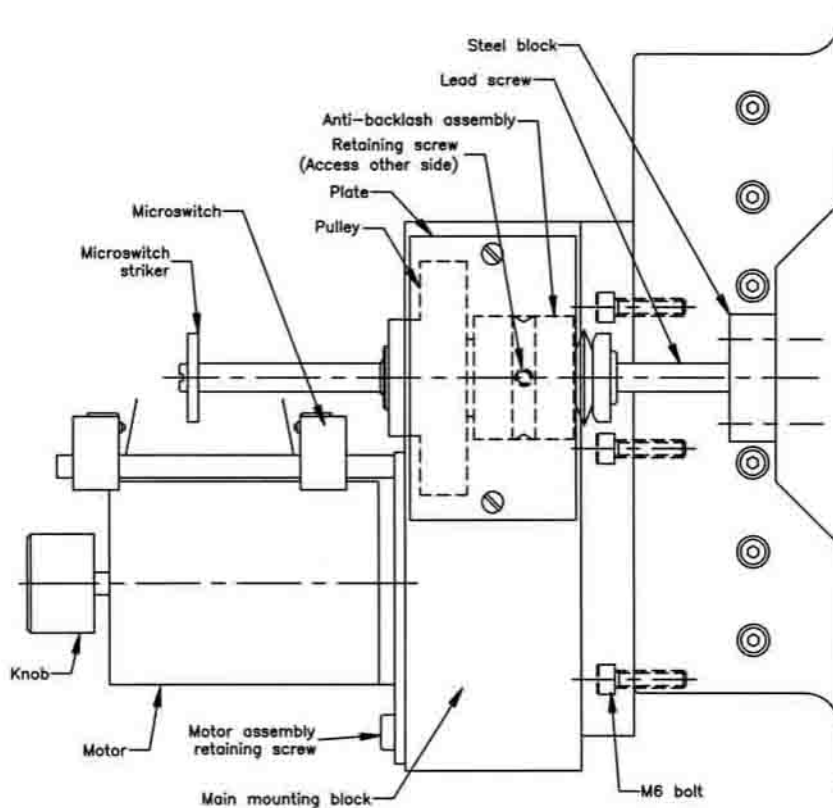 Steel block
Lead screw
Anti-backlash assembly
Retaining screw
(Access other side)
Plate
Microswitch
Pulley
Microswitch
striker
Knob
Motor
Motor assembly
retaining screw
Main mounting block
M6 bolt